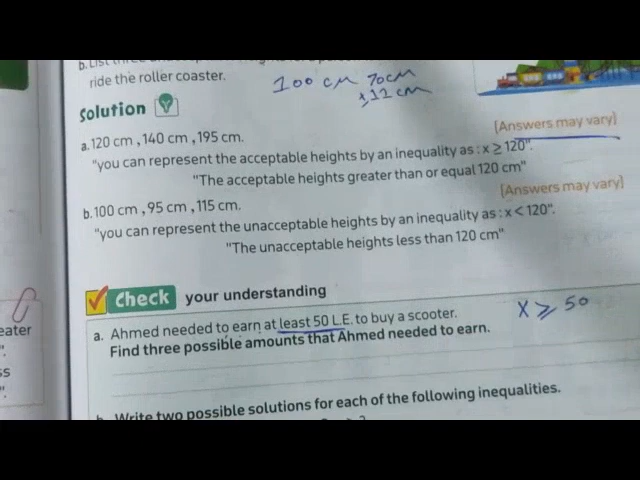 b. List three
ride the roller coaster.
100 cm 70cm
112 cm
Solution
a. 120 cm , 140 cm , 195 cm.
[Answers may vary]
"you can represent the acceptable heights by an inequality as : x ≥ 120".
"The acceptable heights greater than or equal 120 cm"
b. 100 cm , 95 cm , 115 cm.
[Answers may vary]
"you can represent the unacceptable heights by an inequality as : x < 120".
"The unacceptable heights less than 120 cm"
Check your understanding
a. Ahmed needed to earn at least 50 L.E. to buy a scooter.
x ≥ 50
Find three possible amounts that Ahmed needed to earn.
b. Write two possible solutions for each of the following inequalities.
eater